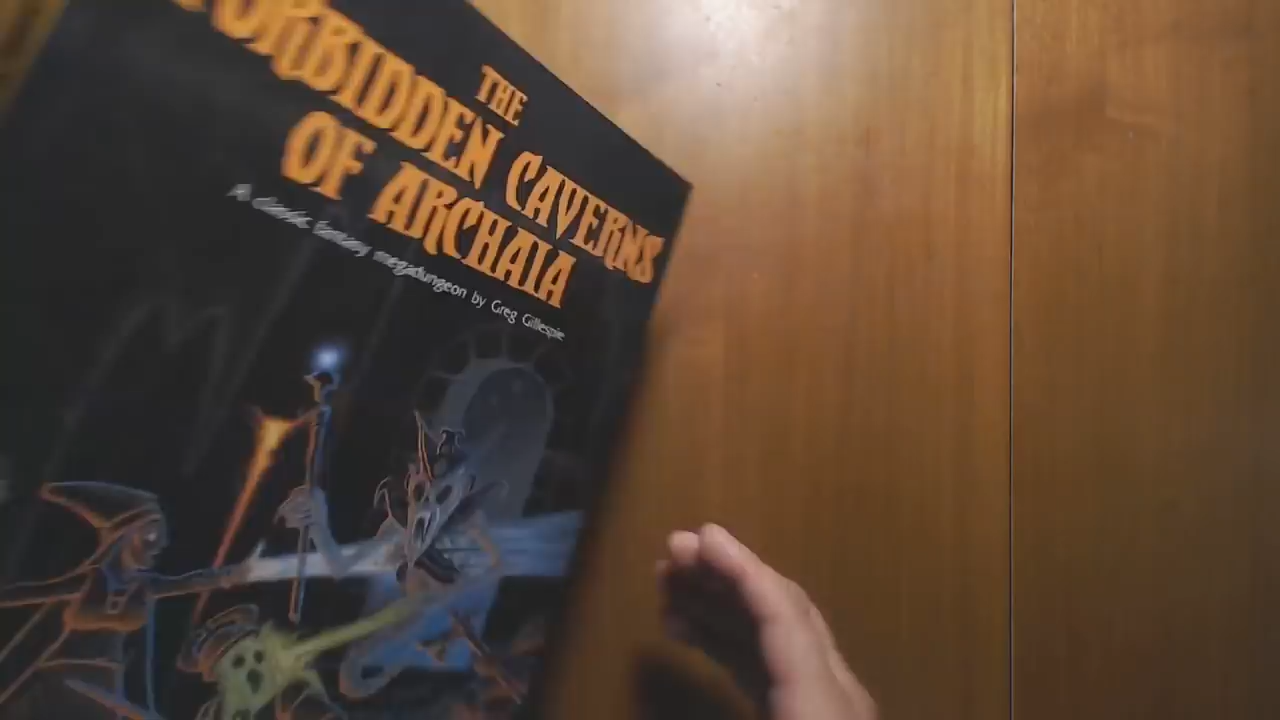 THE
FORBIDDEN CAVERNS
OF ARCHAIA
A classic fantasy megadungeon by Greg Gillespie